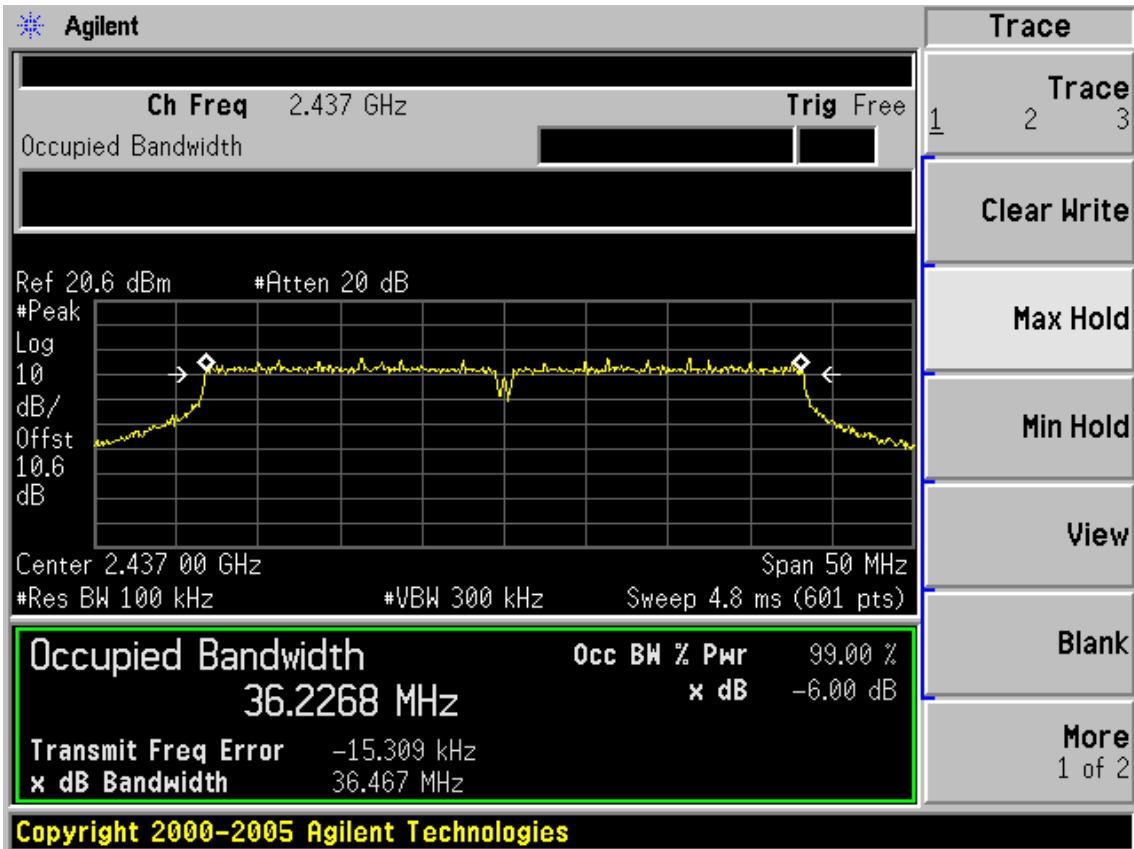 Agilent
Trace
Ch Freq 2.437 GHz Trig Free
Occupied Bandwidth
Trace
1 2 3
Clear Write
Max Hold
Min Hold
View
Blank
More
1 of 2
Ref 20.6 dBm #Atten 20 dB
#Peak
Log
10
dB/
Offst
10.6
dB
Center 2.437 00 GHz Span 50 MHz
#Res BW 100 kHz #VBW 300 kHz Sweep 4.8 ms (601 pts)
Occupied Bandwidth Occ BW % Pwr 99.00 %
36.2268 MHz x dB -6.00 dB
Transmit Freq Error -15.309 kHz
x dB Bandwidth 36.467 MHz
Copyright 2000-2005 Agilent Technologies